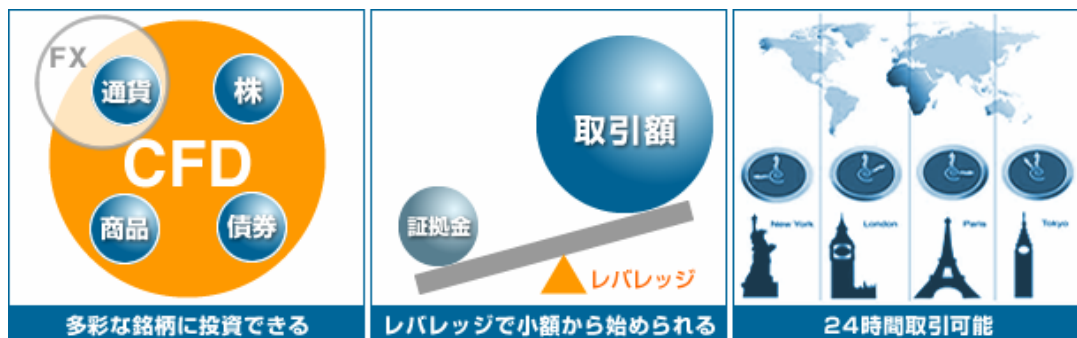 FX
通貨
株
CFD
商品
債券
多彩な銘柄に投資できる
取引額
証拠金
レバレッジ
レバレッジで小額から始められる
New York
London
Paris
Tokyo
24時間取引可能